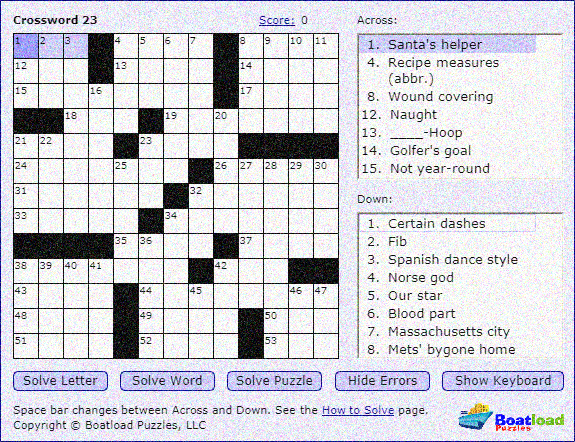 Crossword 23
Score: 0
1 2 3 4 5 6 7 8 9 10 11
12 13 14
15 16 17
18 19 20
21 22 23
24 25 26 27 28 29 30
31 32
33 34
35 36 37
38 39 40 41 42
43 44 45 46 47
48 49 50
51 52 53
Across:
1. Santa's helper
4. Recipe measures
(abbr.)
8. Wound covering
12. Naught
13. ____-Hoop
14. Golfer's goal
15. Not year-round
Down:
1. Certain dashes
2. Fib
3. Spanish dance style
4. Norse god
5. Our star
6. Blood part
7. Massachusetts city
8. Mets' bygone home
Solve Letter Solve Word Solve Puzzle Hide Errors Show Keyboard
Space bar changes between Across and Down. See the How to Solve page.
Copyright © Boatload Puzzles, LLC
Boatload
Puzzles